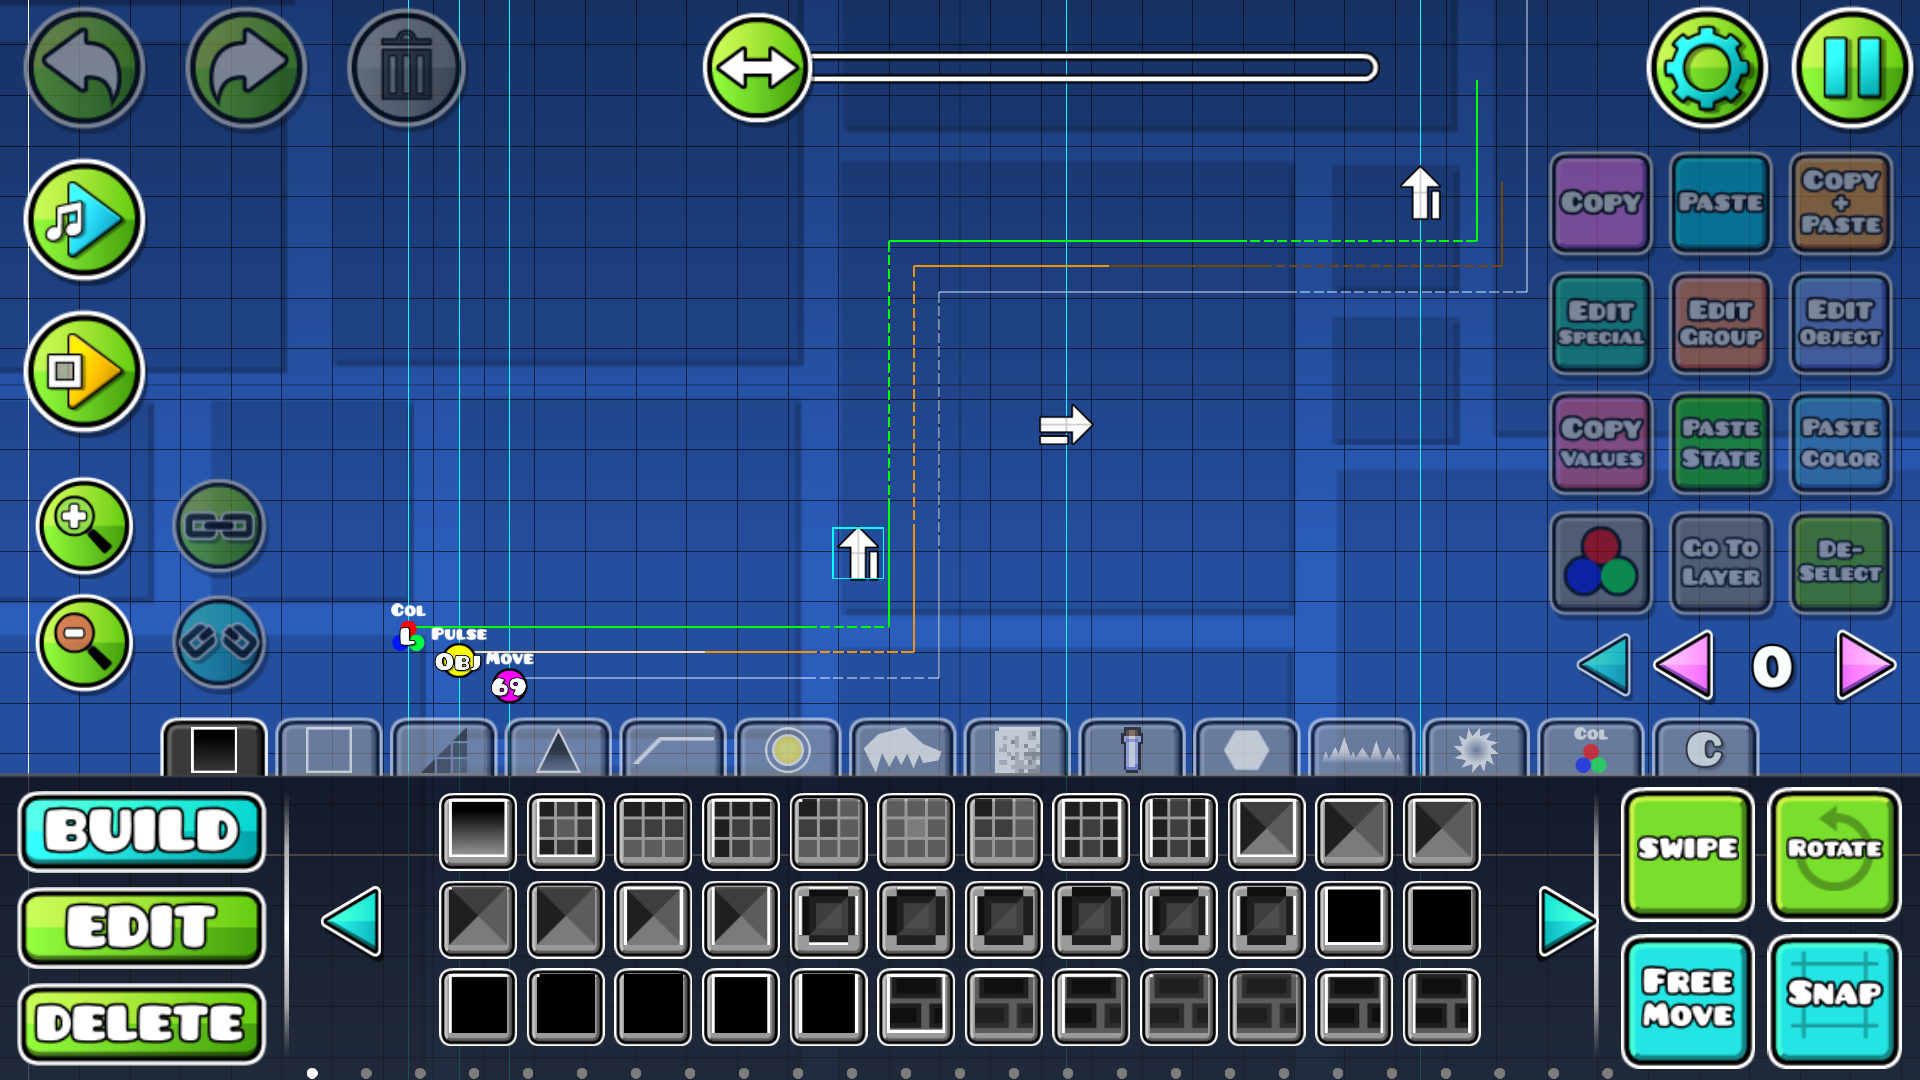 COPY
PASTE
COPY
+
PASTE
EDIT
SPECIAL
EDIT
GROUP
EDIT
OBJECT
COPY
VALUES
PASTE
STATE
PASTE
COLOR
GO TO
LAYER
DE-
SELECT
COL
L
PULSE
OBJ
MOVE
69
0
COL
C
BUILD
EDIT
DELETE
SWIPE
ROTATE
FREE
MOVE
SNAP